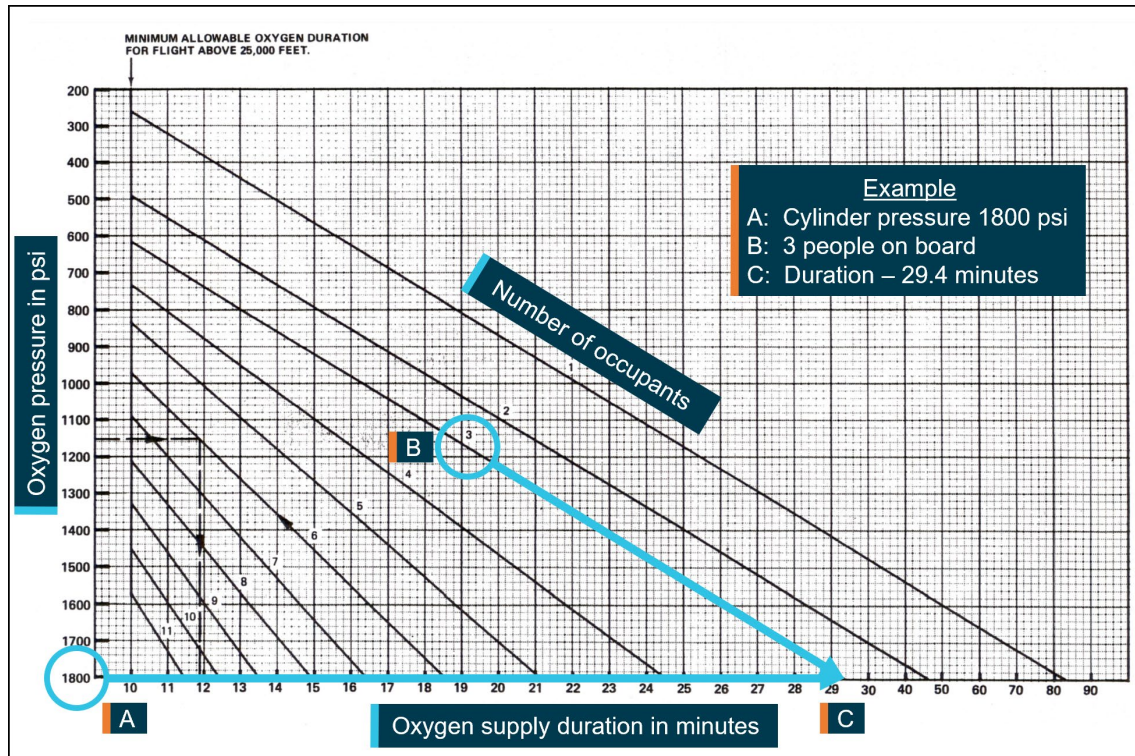 MINIMUM ALLOWABLE OXYGEN DURATION
FOR FLIGHT ABOVE 25,000 FEET.
200
300
400
500
600
700
800
900
1000
1100
1200
1300
1400
1500
1600
1700
1800
Oxygen pressure in psi
Example
A: Cylinder pressure 1800 psi
B: 3 people on board
C: Duration – 29.4 minutes
Number of occupants
1
2
3
B
4
5
6
7
8
9
10
11
10 11 12 13 14 15 16 17 18 19 20 21 22 23 24 25 26 27 28 29 30 40 50 60 70 80 90
A
Oxygen supply duration in minutes
C